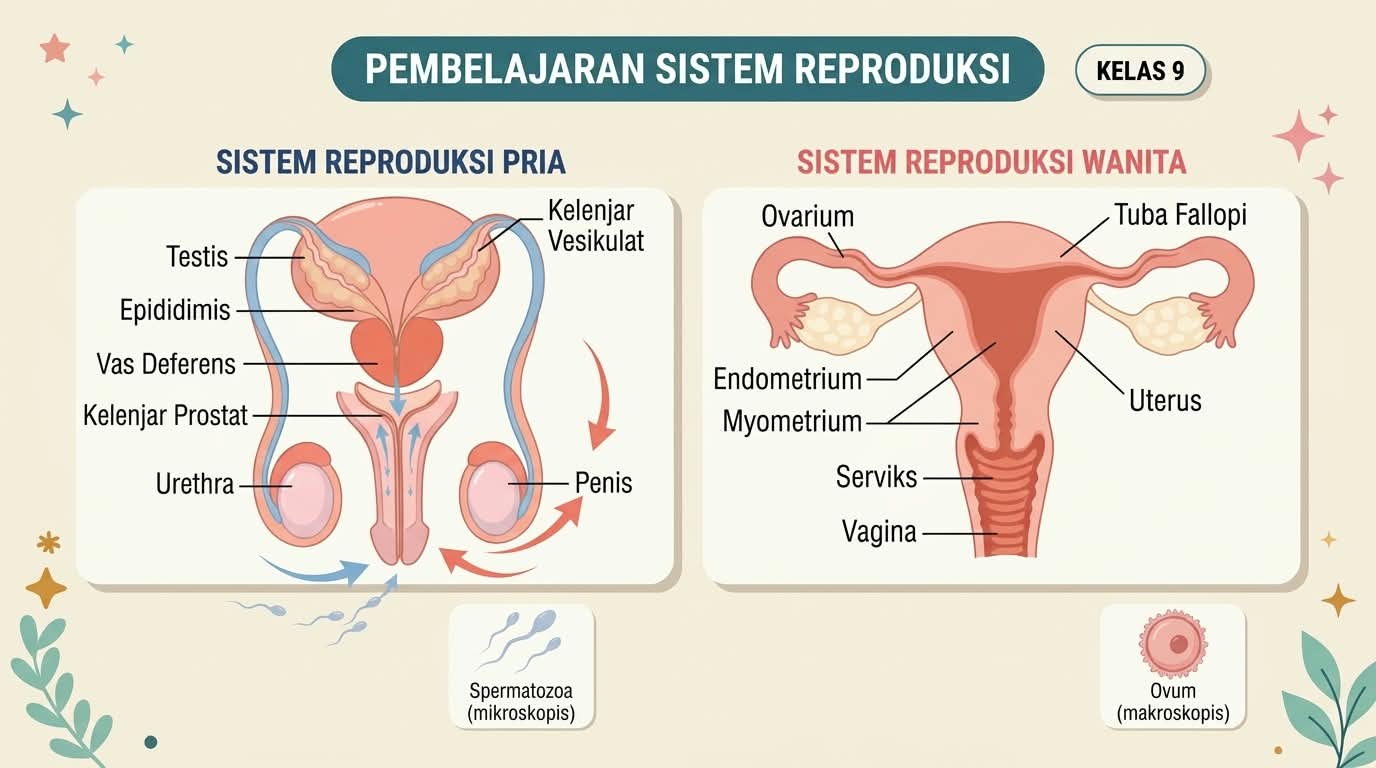 PEMBELAJARAN SISTEM REPRODUKSI
KELAS 9
SISTEM REPRODUKSI PRIA
Testis
Epididimis
Vas Deferens
Kelenjar Prostat
Urethra
Kelenjar
Vesikulat
Penis
Spermatozoa
(mikroskopis)
SISTEM REPRODUKSI WANITA
Ovarium
Tuba Fallopi
Endometrium
Myometrium
Uterus
Serviks
Vagina
Ovum
(makroskopis)